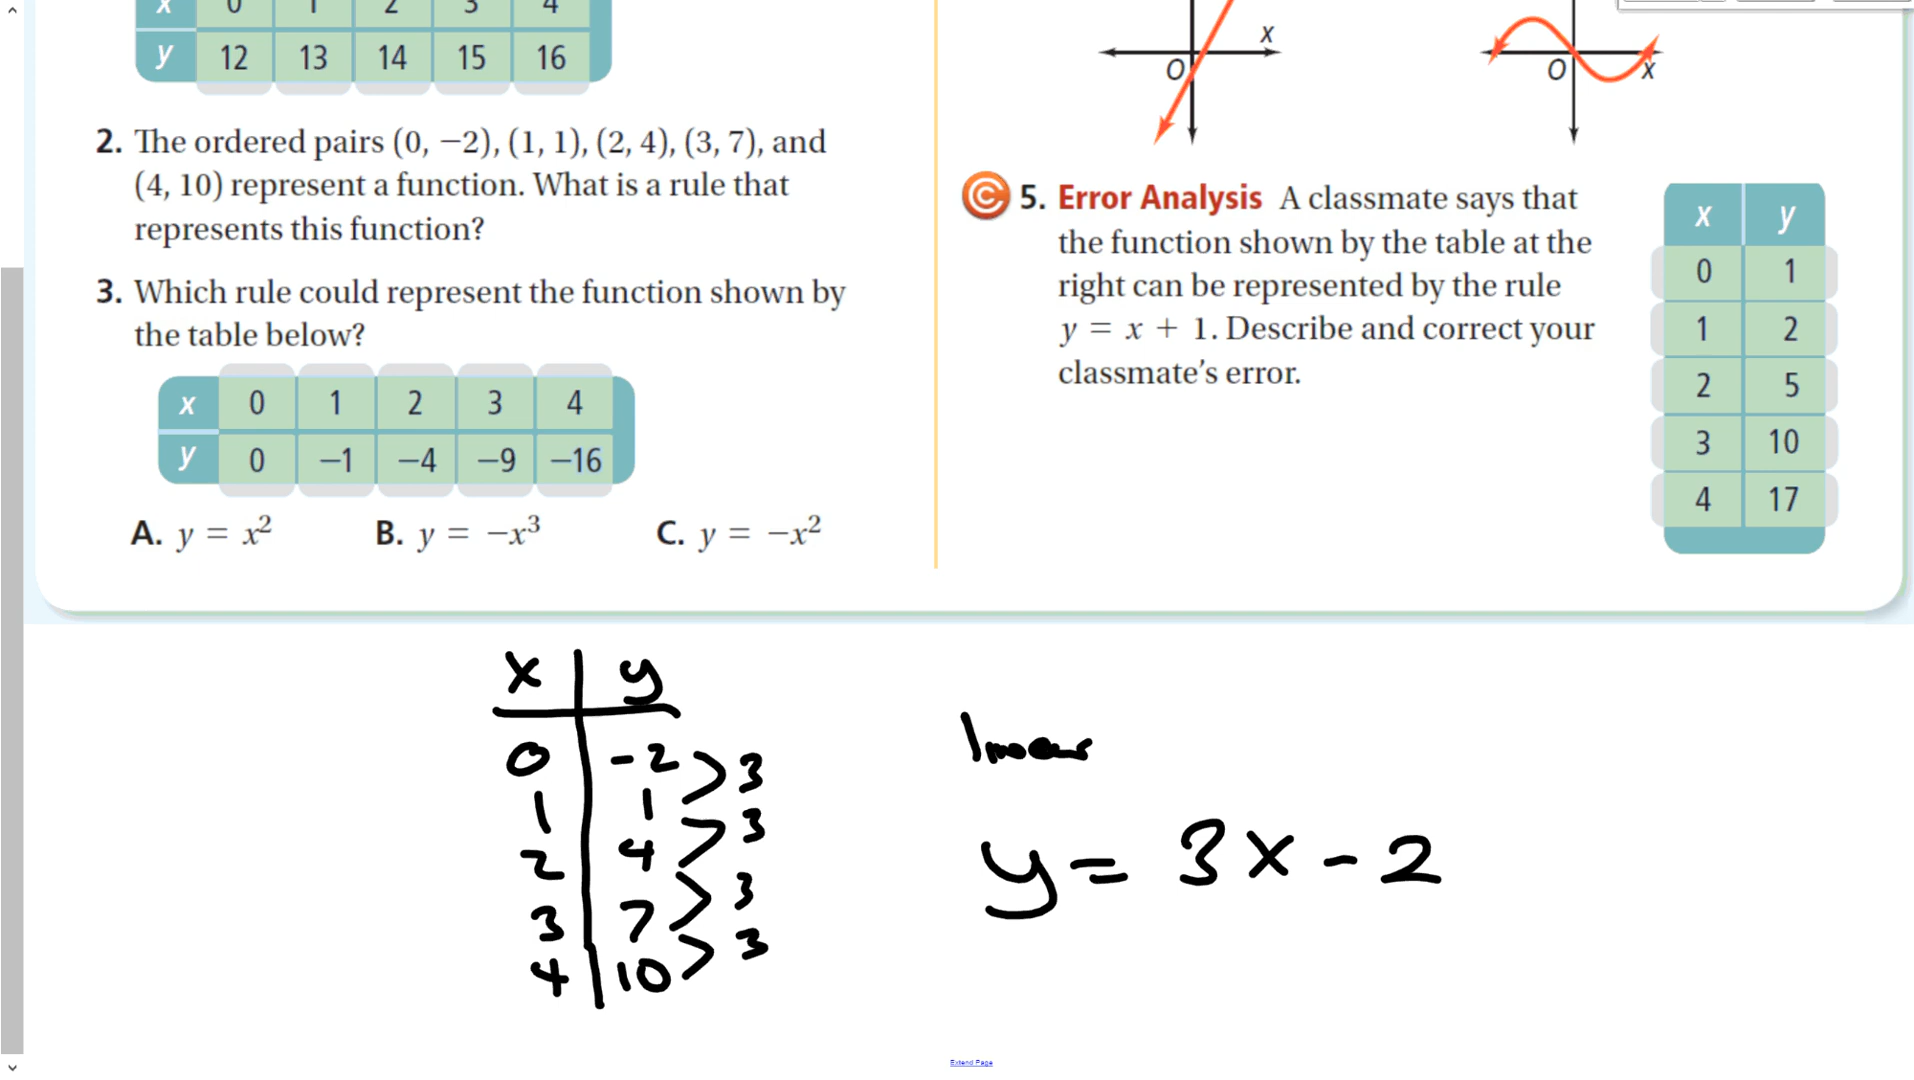 x 0 1 2 3 4
y 12 13 14 15 16
2. The ordered pairs (0, −2), (1, 1), (2, 4), (3, 7), and
(4, 10) represent a function. What is a rule that
represents this function?
3. Which rule could represent the function shown by
the table below?
x 0 1 2 3 4
y 0 −1 −4 −9 −16
A. y = x² B. y = −x³ C. y = −x²
x
O
O
x
5. Error Analysis A classmate says that
the function shown by the table at the
right can be represented by the rule
y = x + 1. Describe and correct your
classmate’s error.
x y
0 1
1 2
2 5
3 10
4 17
x y
0 -2
1 1
2 4
3 7
4 10
3
3
3
3
y = 3x - 2
Extend Page